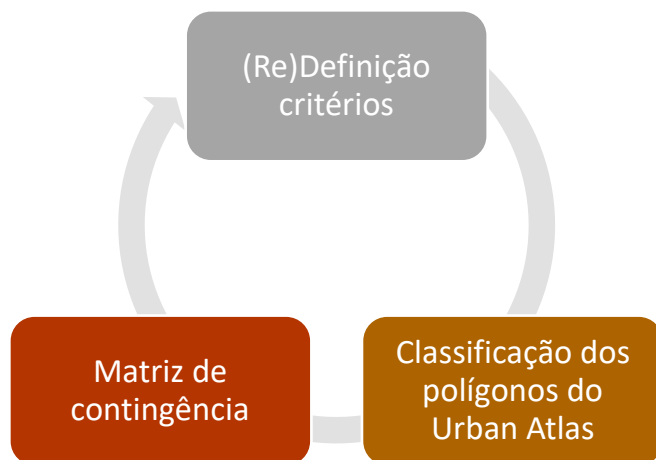 (Re)Definição
critérios
Matriz de
contingência
Classificação dos
polígonos do
Urban Atlas